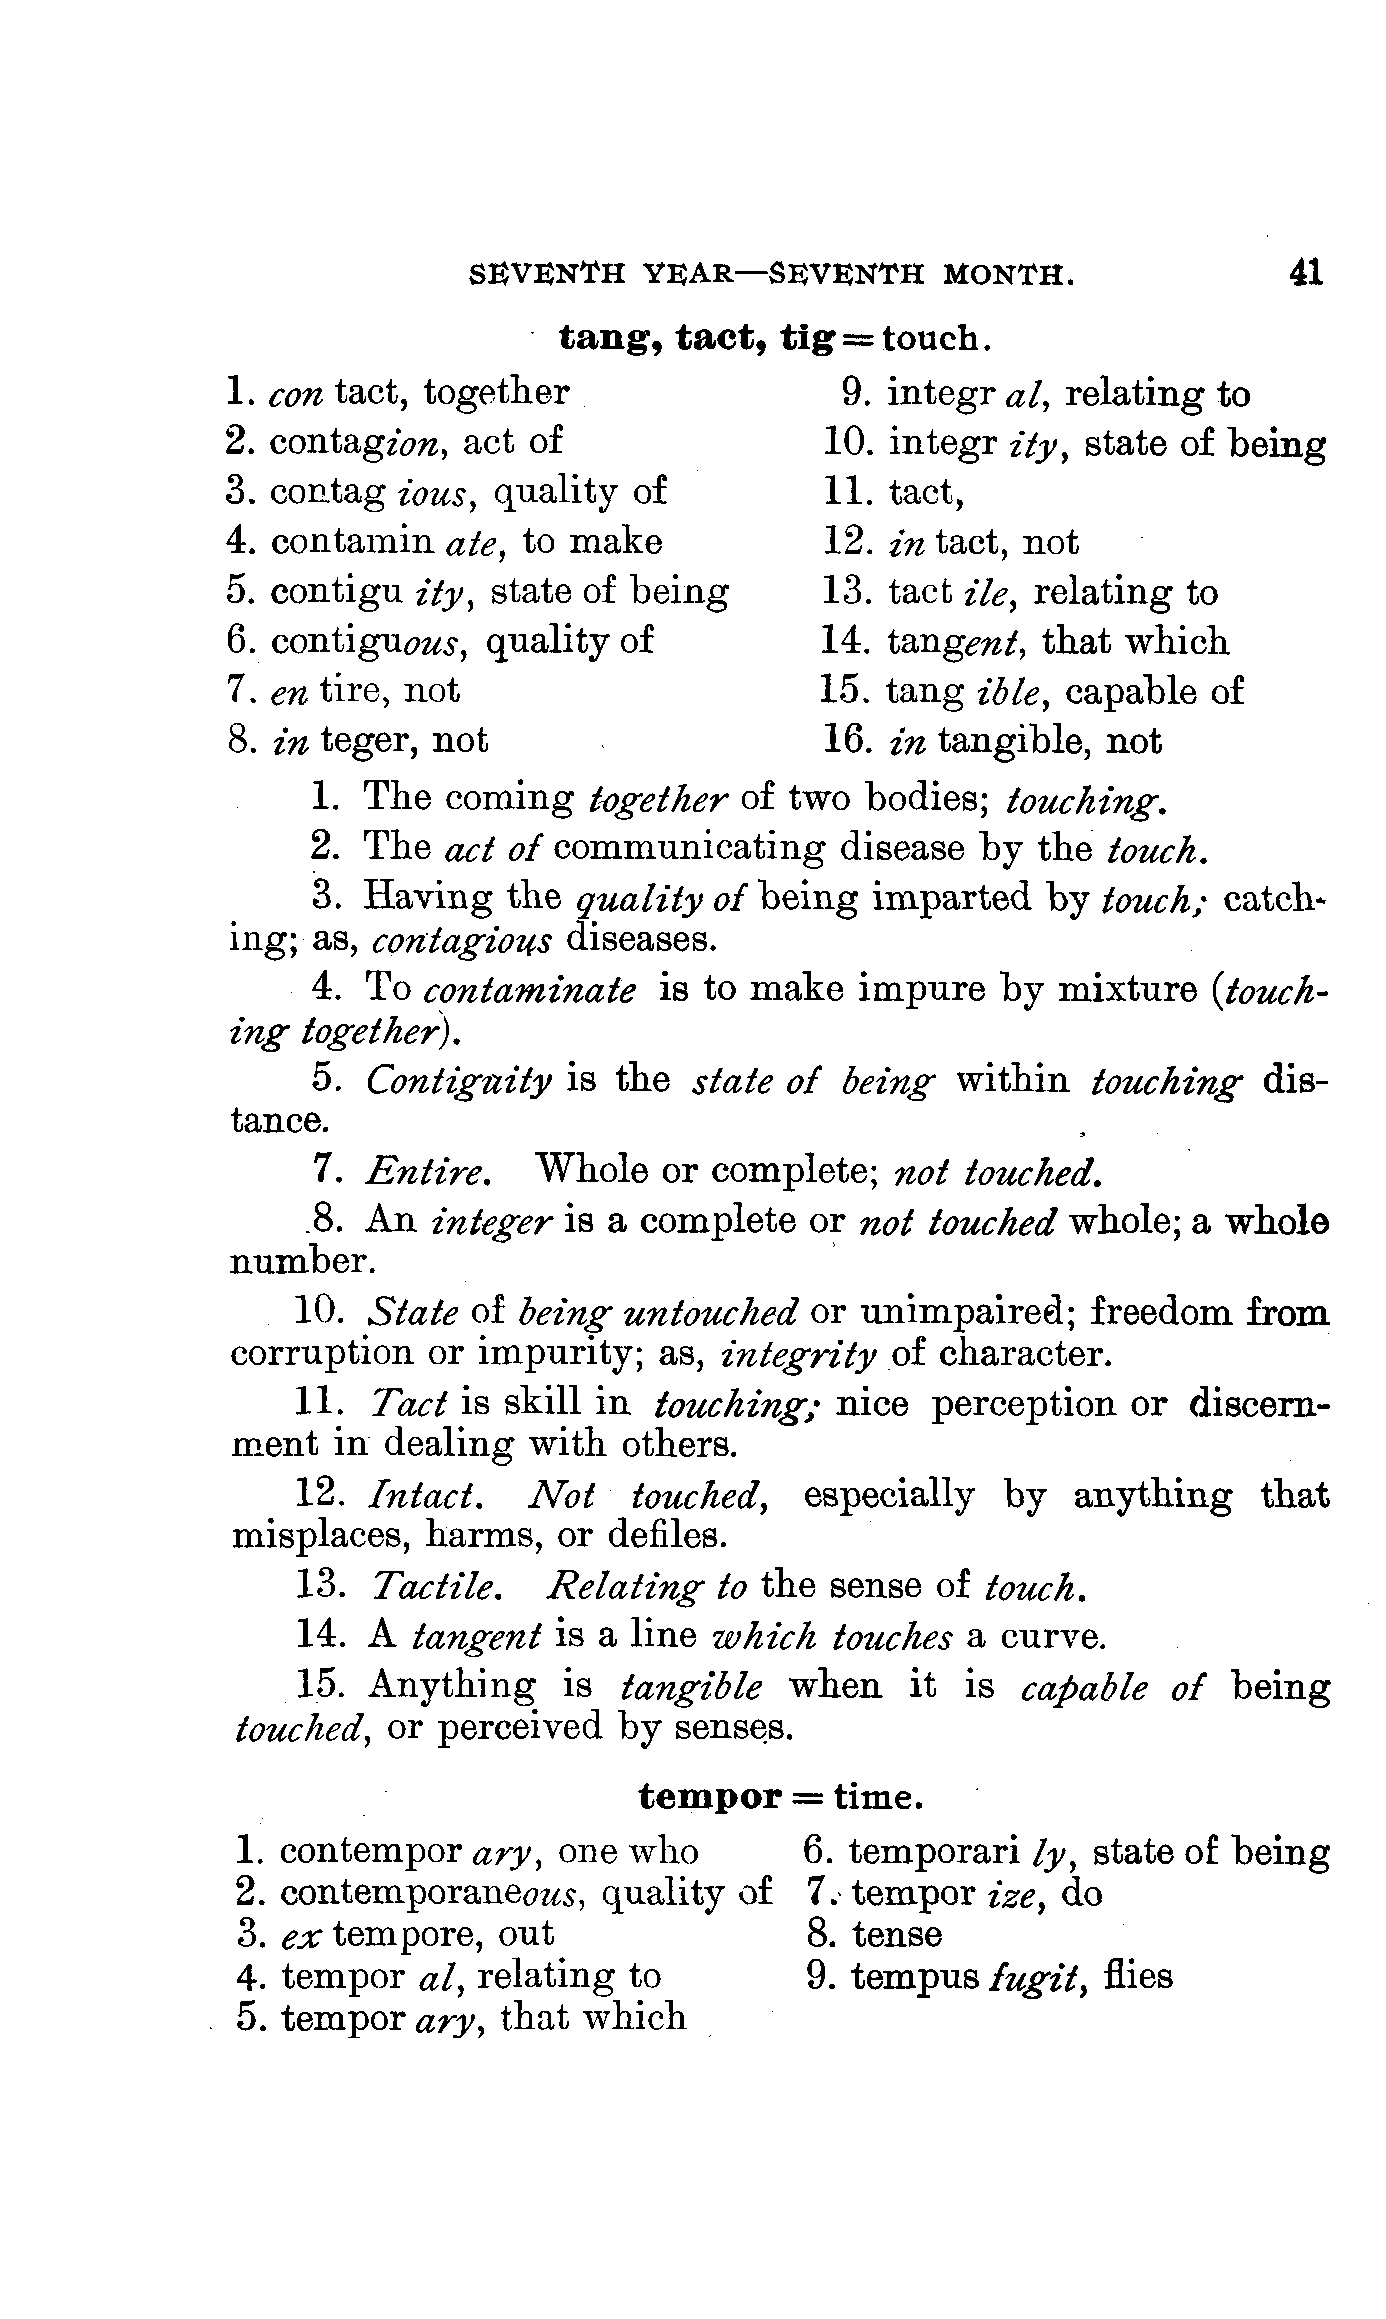 SEVENTH YEAR—SEVENTH MONTH. 41
tang, tact, tig = touch.
1. con tact, together
2. contagion, act of
3. contag ious, quality of
4. contamin ate, to make
5. contigu ity, state of being
6. contiguous, quality of
7. en tire, not
8. in teger, not
9. integr al, relating to
10. integr ity, state of being
11. tact,
12. in tact, not
13. tact ile, relating to
14. tangent, that which
15. tang ible, capable of
16. in tangible, not
1. The coming together of two bodies; touching.
2. The act of communicating disease by the touch.
3. Having the quality of being imparted by touch; catch-
ing; as, contagious diseases.
4. To contaminate is to make impure by mixture (touch-
ing together).
5. Contiguity is the state of being within touching dis-
tance.
7. Entire. Whole or complete; not touched.
8. An integer is a complete or not touched whole; a whole
number.
10. State of being untouched or unimpaired; freedom from
corruption or impurity; as, integrity of character.
11. Tact is skill in touching; nice perception or discern-
ment in dealing with others.
12. Intact. Not touched, especially by anything that
misplaces, harms, or defiles.
13. Tactile. Relating to the sense of touch.
14. A tangent is a line which touches a curve.
15. Anything is tangible when it is capable of being
touched, or perceived by senses.
tempor = time.
1. contempor ary, one who
2. contemporaneous, quality of
3. ex tempore, out
4. tempor al, relating to
5. tempor ary, that which
6. temporari ly, state of being
7. tempor ize, do
8. tense
9. tempus fugit, flies